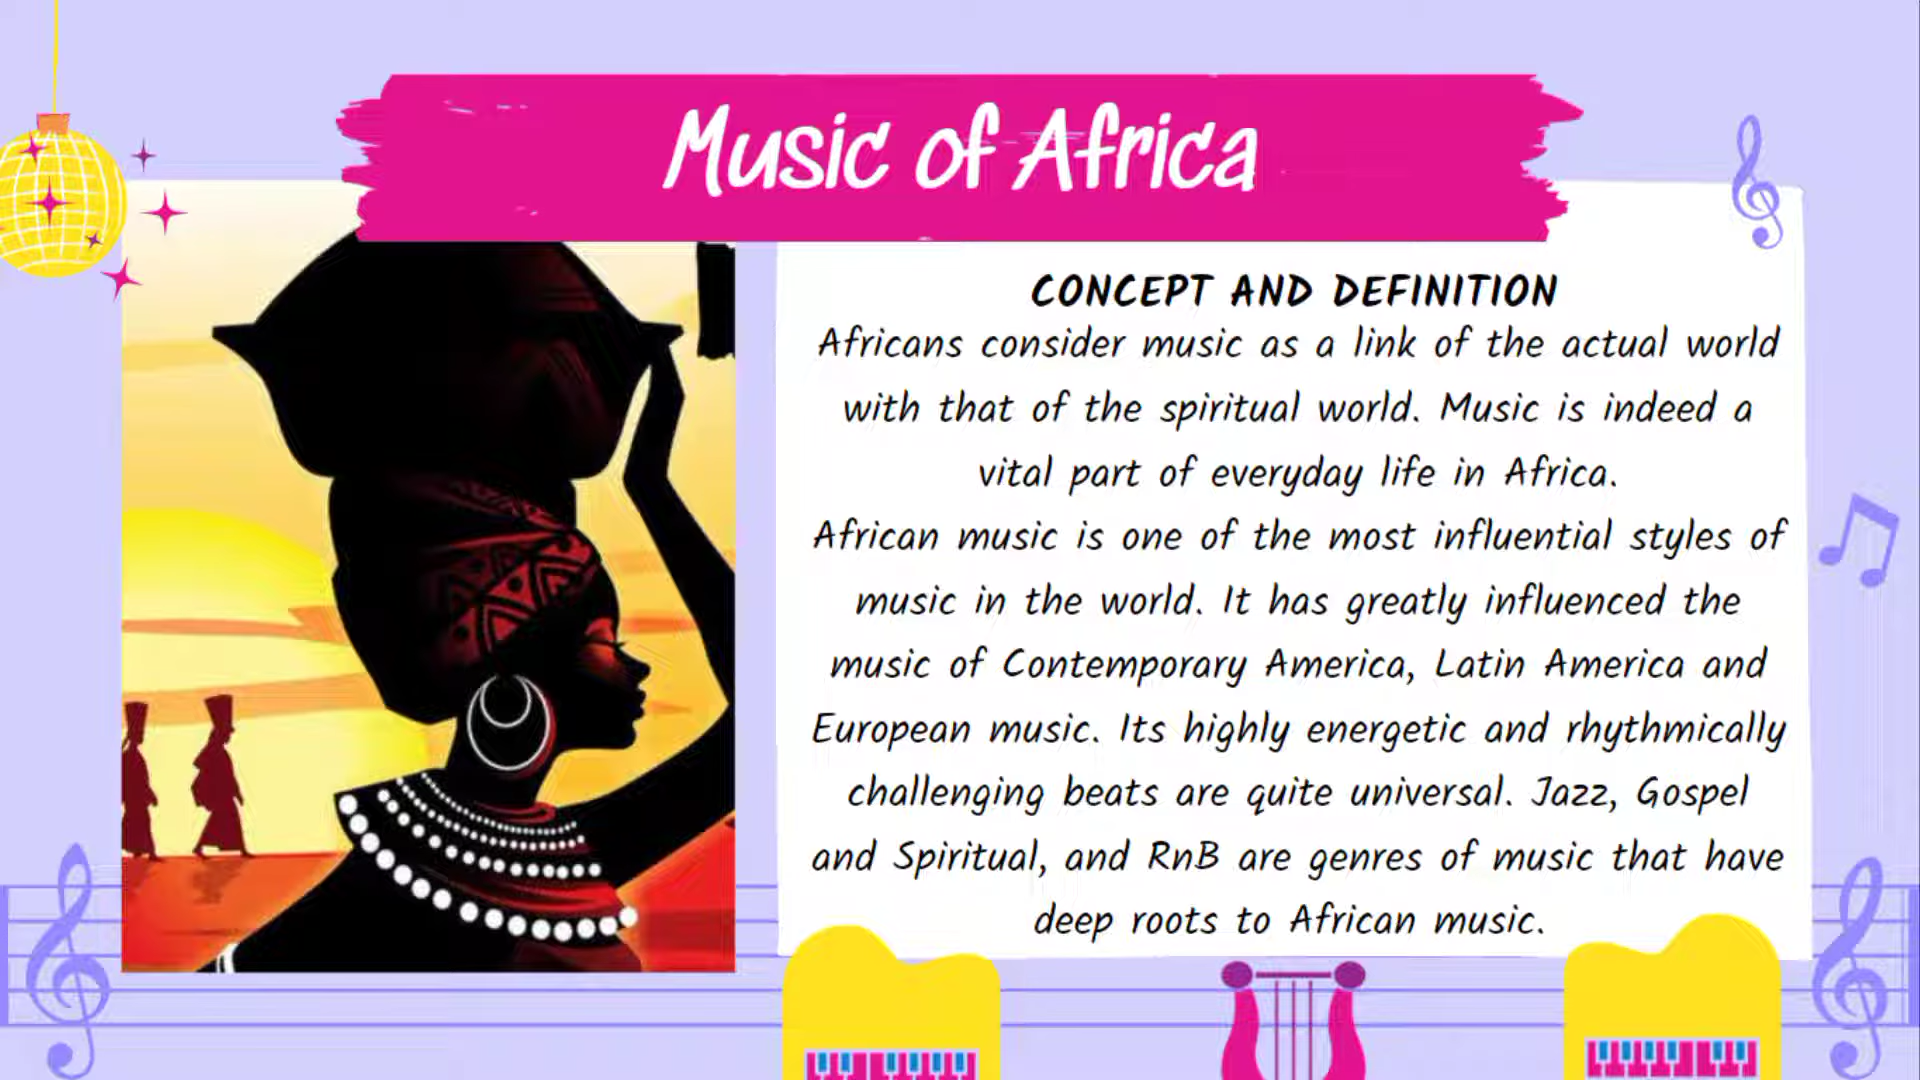 Music of Africa
CONCEPT AND DEFINITION
Africans consider music as a link of the actual world
with that of the spiritual world. Music is indeed a
vital part of everyday life in Africa.
African music is one of the most influential styles of
music in the world. It has greatly influenced the
music of Contemporary America, Latin America and
European music. Its highly energetic and rhythmically
challenging beats are quite universal. Jazz, Gospel
and Spiritual, and RnB are genres of music that have
deep roots to African music.